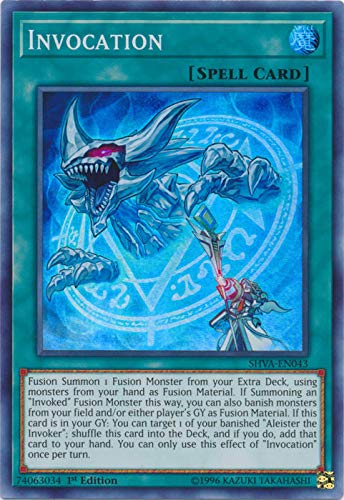 INVOCATION
魔
[SPELL CARD]
SHVA-EN043
Fusion Summon 1 Fusion Monster from your Extra Deck, using
monsters from your hand as Fusion Material. If Summoning an
"Invoked" Fusion Monster this way, you can also banish monsters
from your field and/or either player's GY as Fusion Material. If this
card is in your GY: You can target 1 of your banished "Aleister the
Invoker"; shuffle this card into the Deck, and if you do, add that
card to your hand. You can only use this effect of "Invocation"
once per turn.
74063034 1ST Edition ©1996 KAZUKI TAKAHASHI